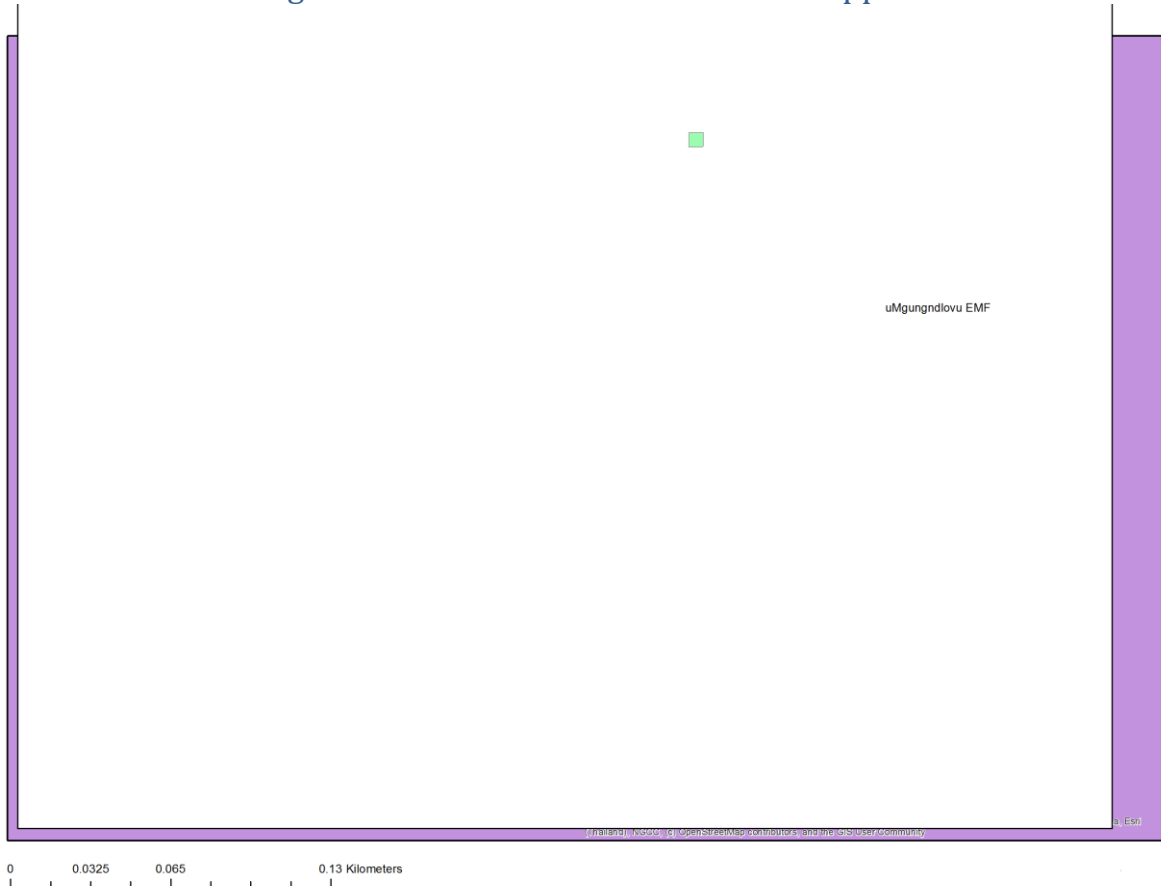 uMgungndlovu EMF
a, Esri
(Thailand), NGCC, (c) OpenStreetMap contributors, and the GIS User Community
0 0.0325 0.065 0.13 Kilometers